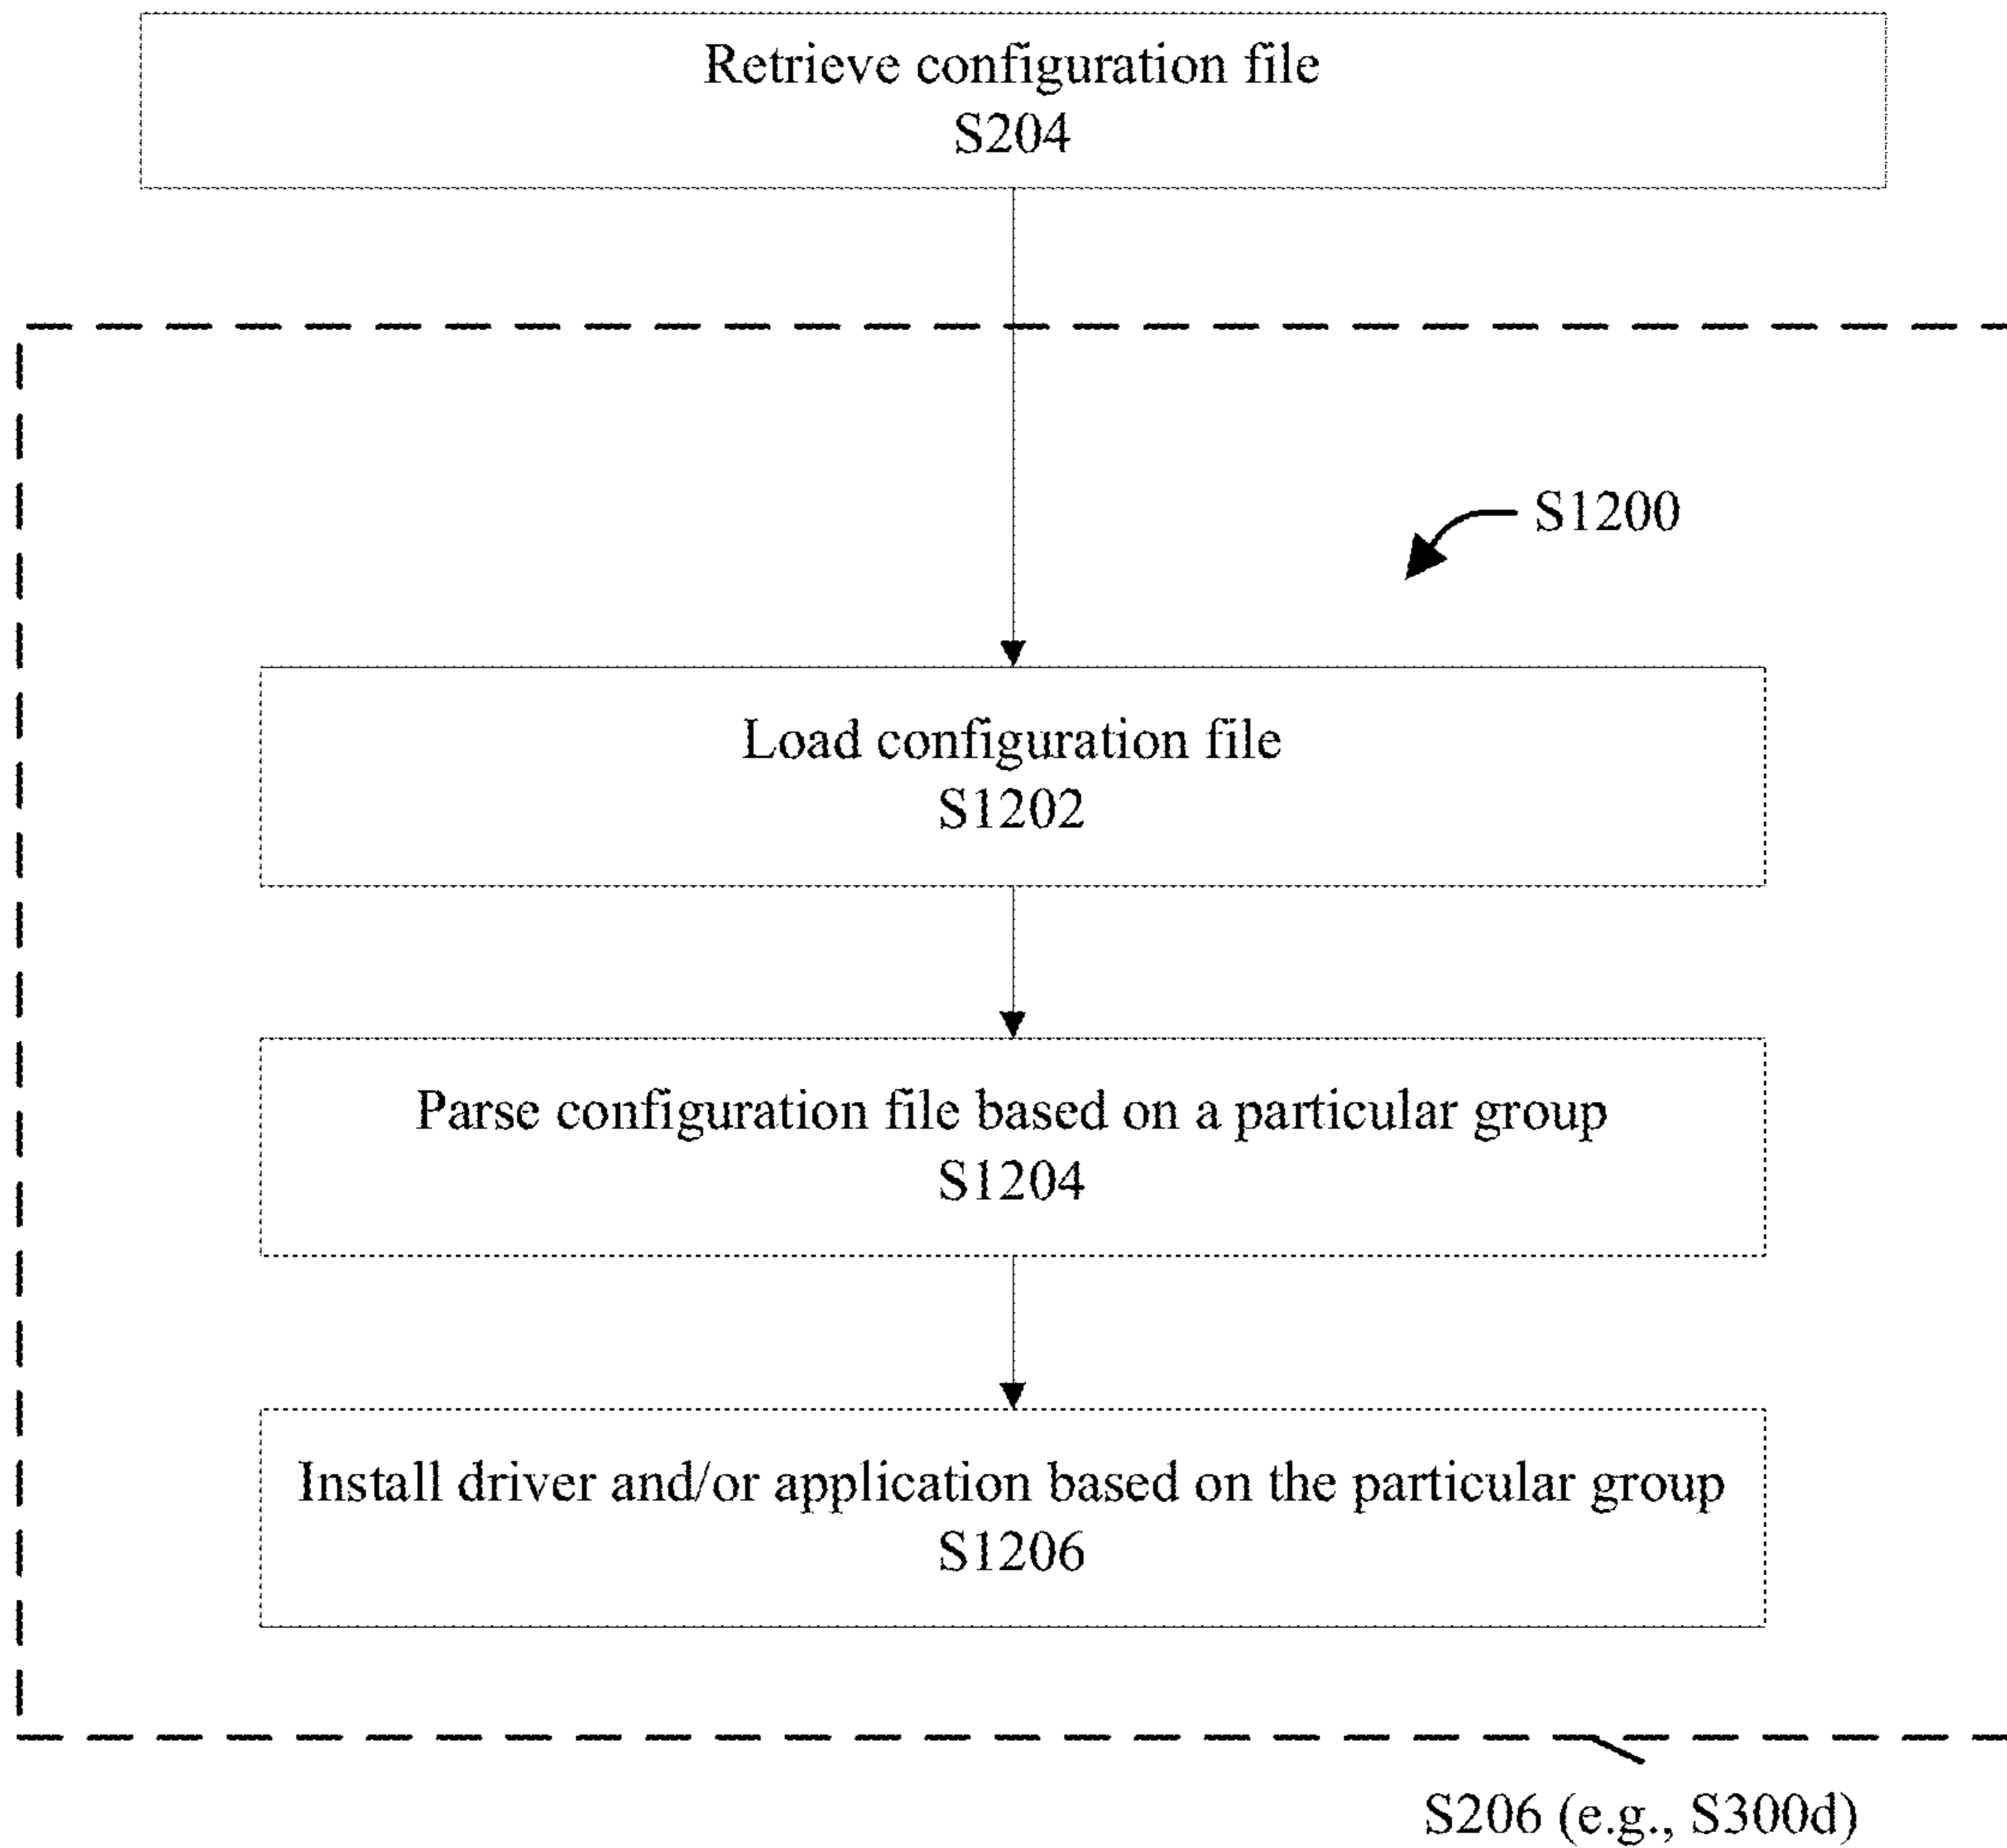 Retrieve configuration file
S204
S1200
Load configuration file
S1202
Parse configuration file based on a particular group
S1204
Install driver and/or application based on the particular group
S1206
S206 (e.g., S300d)